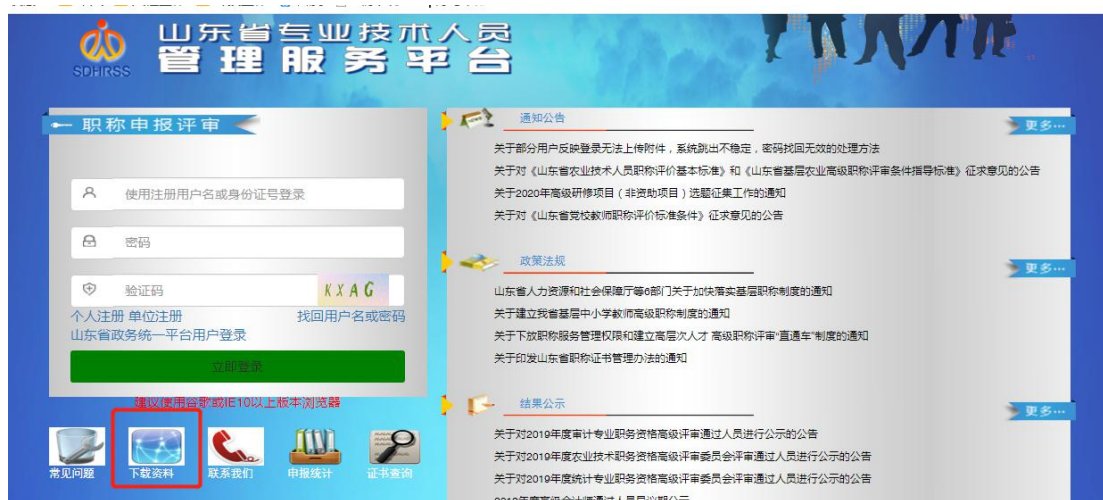 山东省专业技术人员
管理服务平台
SDHRSS
职称申报评审
使用注册用户名或身份证号登录
密码
验证码
KXAG
个人注册 单位注册
找回用户名或密码
山东省政务统一平台用户登录
立即登录
建议使用谷歌或IE10以上版本浏览器
常见问题
下载资料
联系我们
申报统计
证书查询
通知公告
更多...
关于部分用户反映登录无法上传附件，系统跳出不稳定，密码找回无效的处理方法
关于对《山东省农业技术人员职称评价基本标准》和《山东省基层农业高级职称评审条件指导标准》征求意见的公告
关于2020年高级研修项目（非资助项目）选题征集工作的通知
关于对《山东省党校教师职称评价标准条件》征求意见的公告
政策法规
更多...
山东省人力资源和社会保障厅等6部门关于加快落实基层职称制度的通知
关于建立我省基层中小学教师高级职称制度的通知
关于下放职称服务管理权限和建立高层次人才 高级职称评审"直通车"制度的通知
关于印发山东省职称证书管理办法的通知
结果公示
更多...
关于对2019年度审计专业职务资格高级评审通过人员进行公示的公告
关于对2019年度农业技术职务资格高级评审委员会评审通过人员进行公示的公告
关于对2019年度统计专业职务资格高级评审委员会评审通过人员进行公示的公告